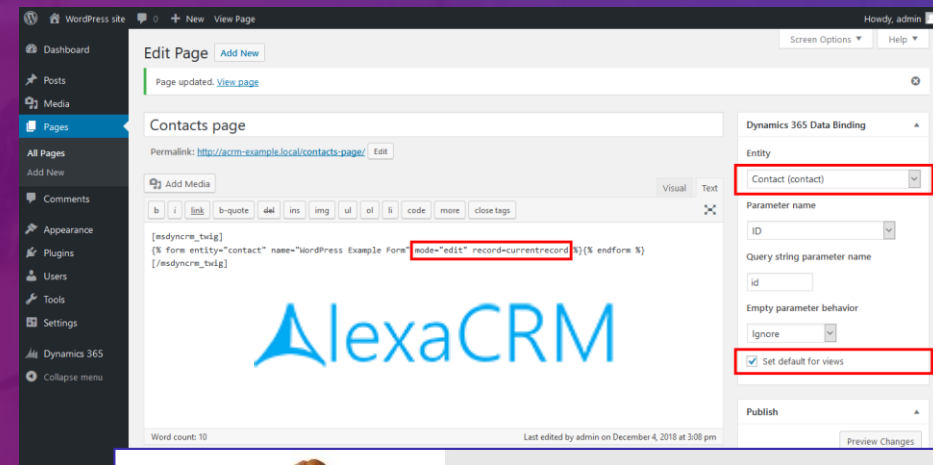 WordPress site 0 + New View Page Howdy, admin
Screen Options ▼ Help ▼
Dashboard
Posts
Media
Pages
All Pages
Add New
Comments
Appearance
Plugins
Users
Tools
Settings
Dynamics 365
Collapse menu
Edit Page Add New
Page updated. View page
Contacts page
Permalink: http://acrm-example.local/contacts-page/ Edit
Add Media Visual Text
b i link b-quote del ins img ul ol li code more close tags
[msdyncrm_twig]
{% form entity="contact" name="WordPress Example Form" mode="edit" record=currentrecord %}{% endform %}
[/msdyncrm_twig]
AlexaCRM
Word count: 10 Last edited by admin on December 4, 2018 at 3:08 pm
Dynamics 365 Data Binding
Entity
Contact (contact)
Parameter name
ID
Query string parameter name
id
Empty parameter behavior
Ignore
Set default for views
Publish
Preview Changes